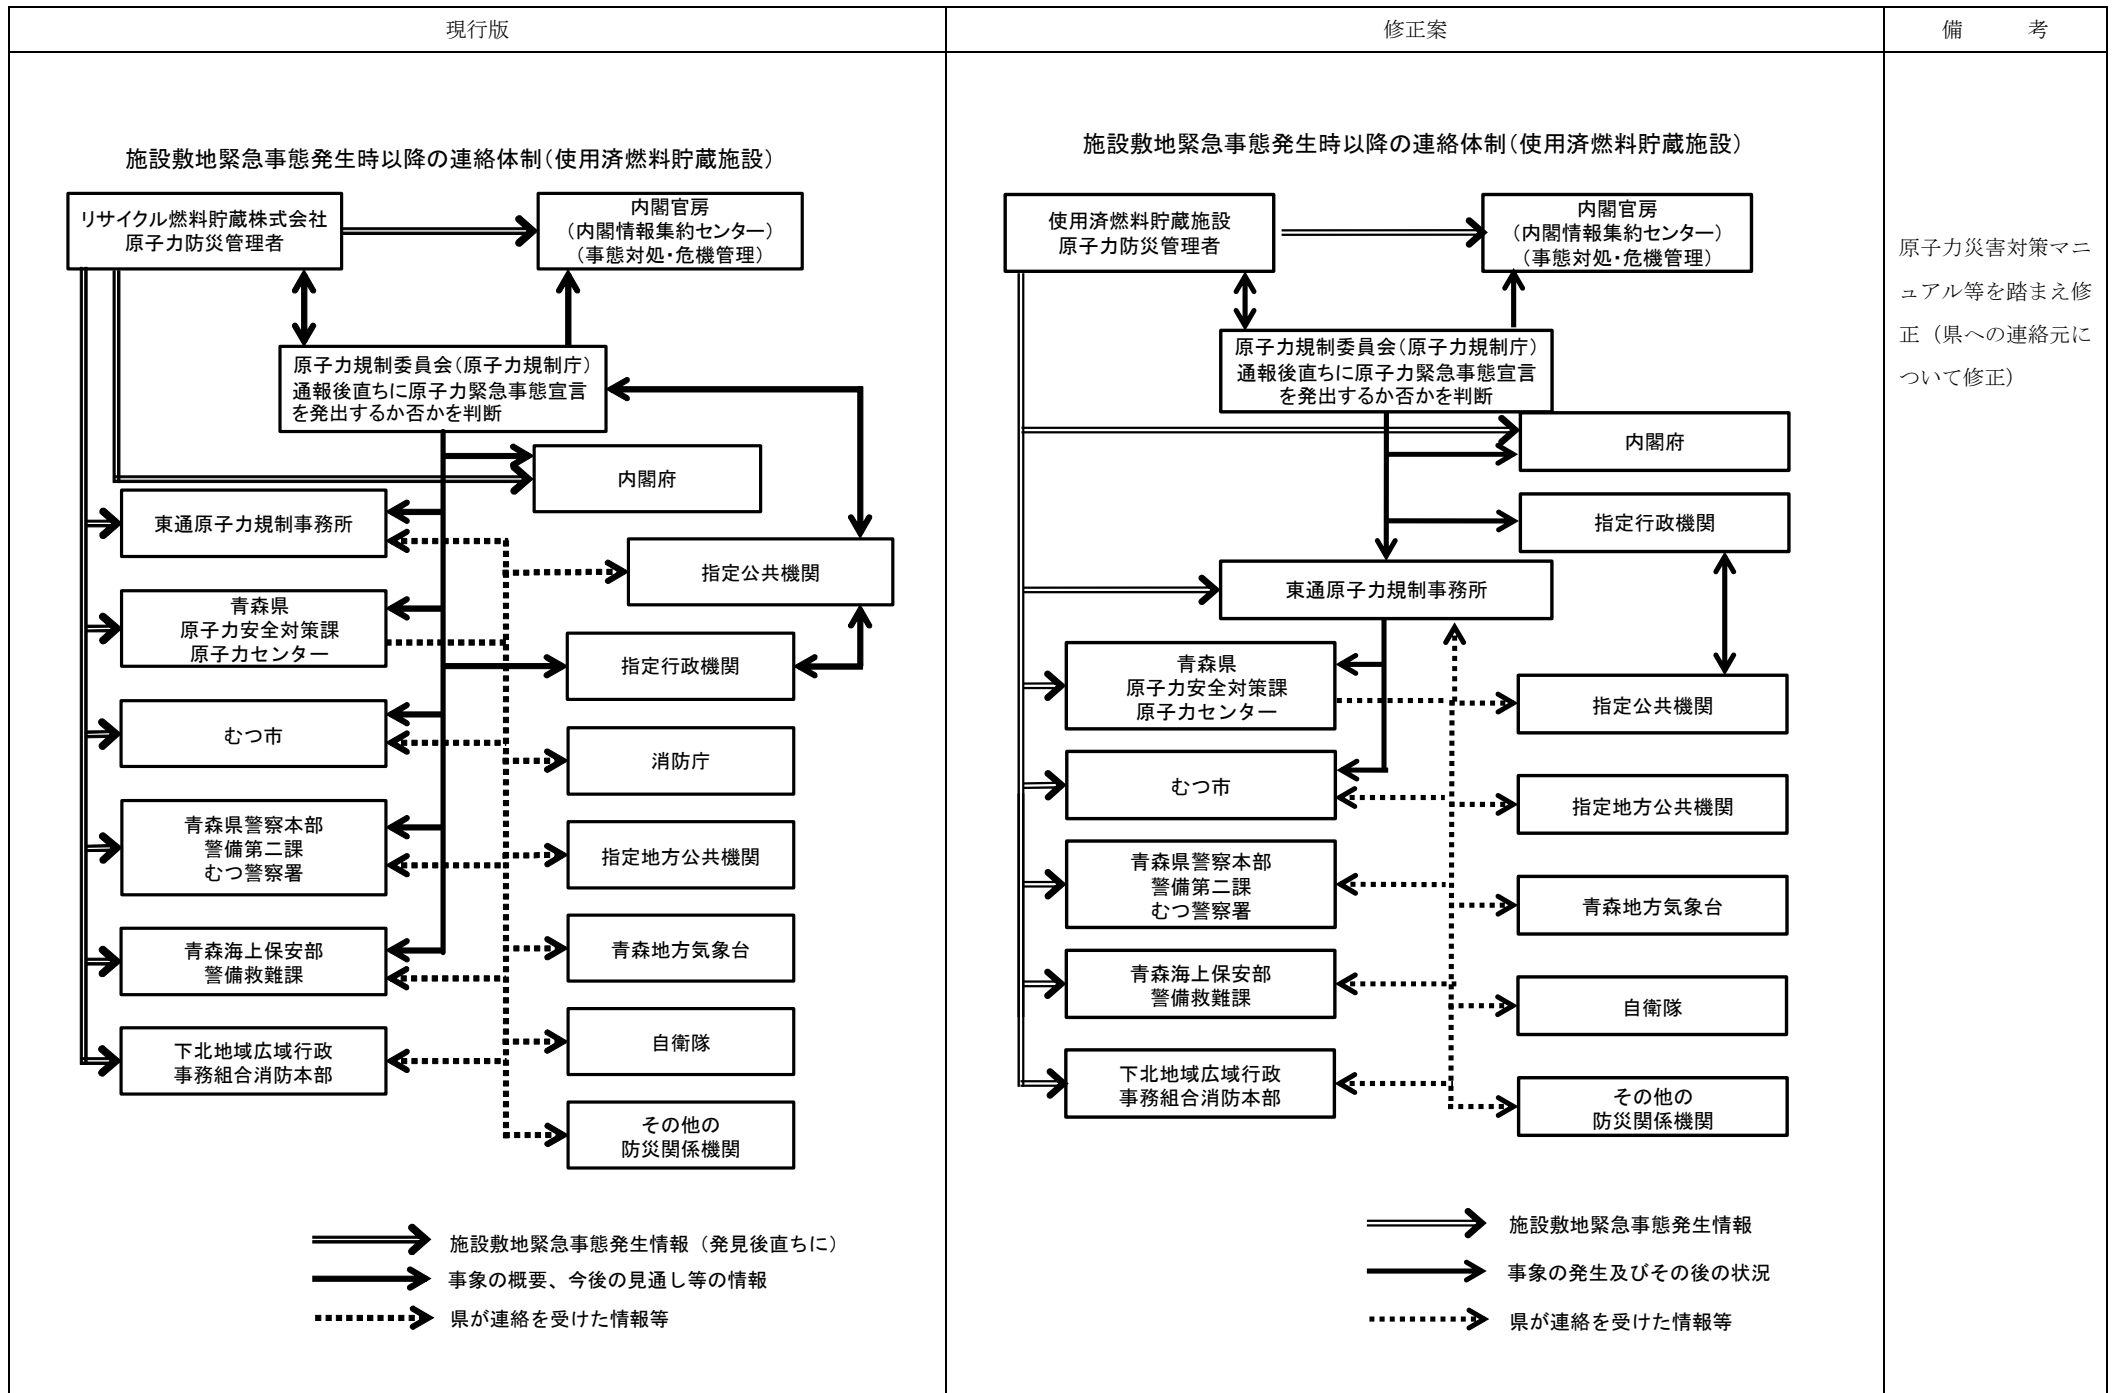 現行版
修正案
備　　考
施設敷地緊急事態発生時以降の連絡体制(使用済燃料貯蔵施設)
リサイクル燃料貯蔵株式会社
原子力防災管理者
内閣官房
(内閣情報集約センター)
(事態対処・危機管理)
原子力規制委員会(原子力規制庁)
通報後直ちに原子力緊急事態宣言
を発出するか否かを判断
内閣府
東通原子力規制事務所
指定公共機関
青森県
原子力安全対策課
原子力センター
指定行政機関
むつ市
消防庁
青森県警察本部
警備第二課
むつ警察署
指定地方公共機関
青森海上保安部
警備救難課
青森地方気象台
自衛隊
下北地域広域行政
事務組合消防本部
その他の
防災関係機関
施設敷地緊急事態発生情報（発見後直ちに）
事象の概要、今後の見通し等の情報
県が連絡を受けた情報等
施設敷地緊急事態発生時以降の連絡体制(使用済燃料貯蔵施設)
使用済燃料貯蔵施設
原子力防災管理者
内閣官房
(内閣情報集約センター)
(事態対処・危機管理)
原子力規制委員会(原子力規制庁)
通報後直ちに原子力緊急事態宣言
を発出するか否かを判断
内閣府
指定行政機関
東通原子力規制事務所
青森県
原子力安全対策課
原子力センター
指定公共機関
むつ市
指定地方公共機関
青森県警察本部
警備第二課
むつ警察署
青森地方気象台
青森海上保安部
警備救難課
自衛隊
下北地域広域行政
事務組合消防本部
その他の
防災関係機関
施設敷地緊急事態発生情報
事象の発生及びその後の状況
県が連絡を受けた情報等
原子力災害対策マニ
ュアル等を踏まえ修
正（県への連絡元に
ついて修正）